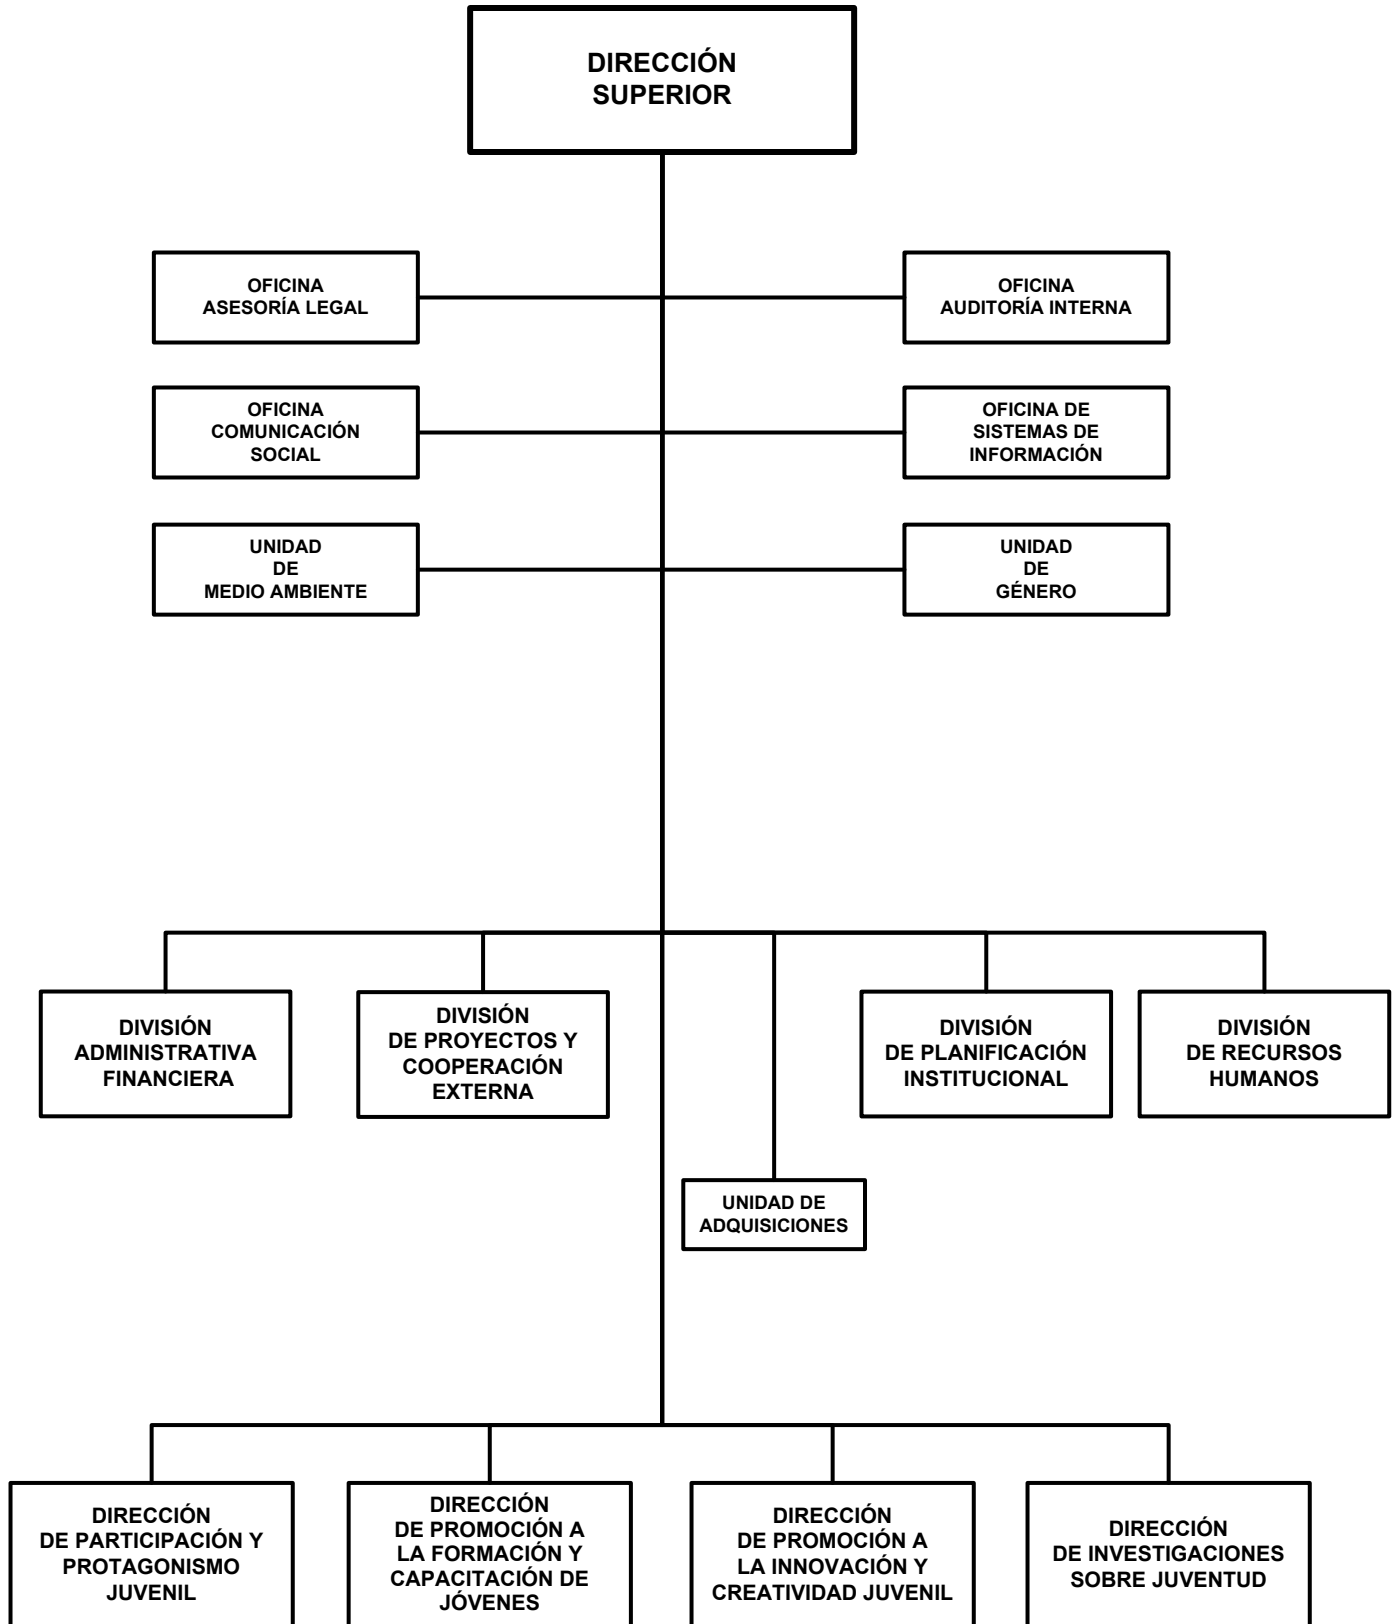 DIRECCIÓN
SUPERIOR
OFICINA
ASESORÍA LEGAL
OFICINA
AUDITORÍA INTERNA
OFICINA
COMUNICACIÓN
SOCIAL
OFICINA DE
SISTEMAS DE
INFORMACIÓN
UNIDAD
DE
MEDIO AMBIENTE
UNIDAD
DE
GÉNERO
DIVISIÓN
ADMINISTRATIVA
FINANCIERA
DIVISIÓN
DE PROYECTOS Y
COOPERACIÓN
EXTERNA
DIVISIÓN
DE PLANIFICACIÓN
INSTITUCIONAL
DIVISIÓN
DE RECURSOS
HUMANOS
UNIDAD DE
ADQUISICIONES
DIRECCIÓN
DE PARTICIPACIÓN Y
PROTAGONISMO
JUVENIL
DIRECCIÓN
DE PROMOCIÓN A
LA FORMACIÓN Y
CAPACITACIÓN DE
JÓVENES
DIRECCIÓN
DE PROMOCIÓN A
LA INNOVACIÓN Y
CREATIVIDAD JUVENIL
DIRECCIÓN
DE INVESTIGACIONES
SOBRE JUVENTUD